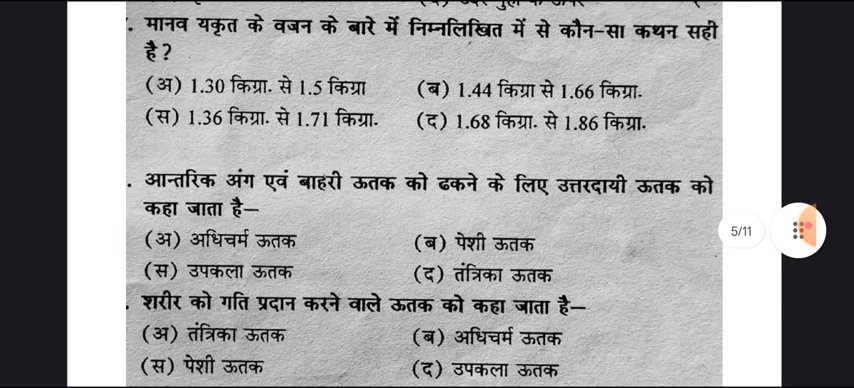 . मानव यकृत के वजन के बारे में निम्नलिखित में से कौन-सा कथन सही
है?
(अ) 1.30 किग्रा. से 1.5 किग्रा (ब) 1.44 किग्रा से 1.66 किग्रा.
(स) 1.36 किग्रा. से 1.71 किग्रा. (द) 1.68 किग्रा. से 1.86 किग्रा.
. आन्तरिक अंग एवं बाहरी ऊतक को ढकने के लिए उत्तरदायी ऊतक को
कहा जाता है—
5/11
(अ) अधिचर्म ऊतक (ब) पेशी ऊतक
(स) उपकला ऊतक (द) तंत्रिका ऊतक
. शरीर को गति प्रदान करने वाले ऊतक को कहा जाता है—
(अ) तंत्रिका ऊतक (ब) अधिचर्म ऊतक
(स) पेशी ऊतक (द) उपकला ऊतक